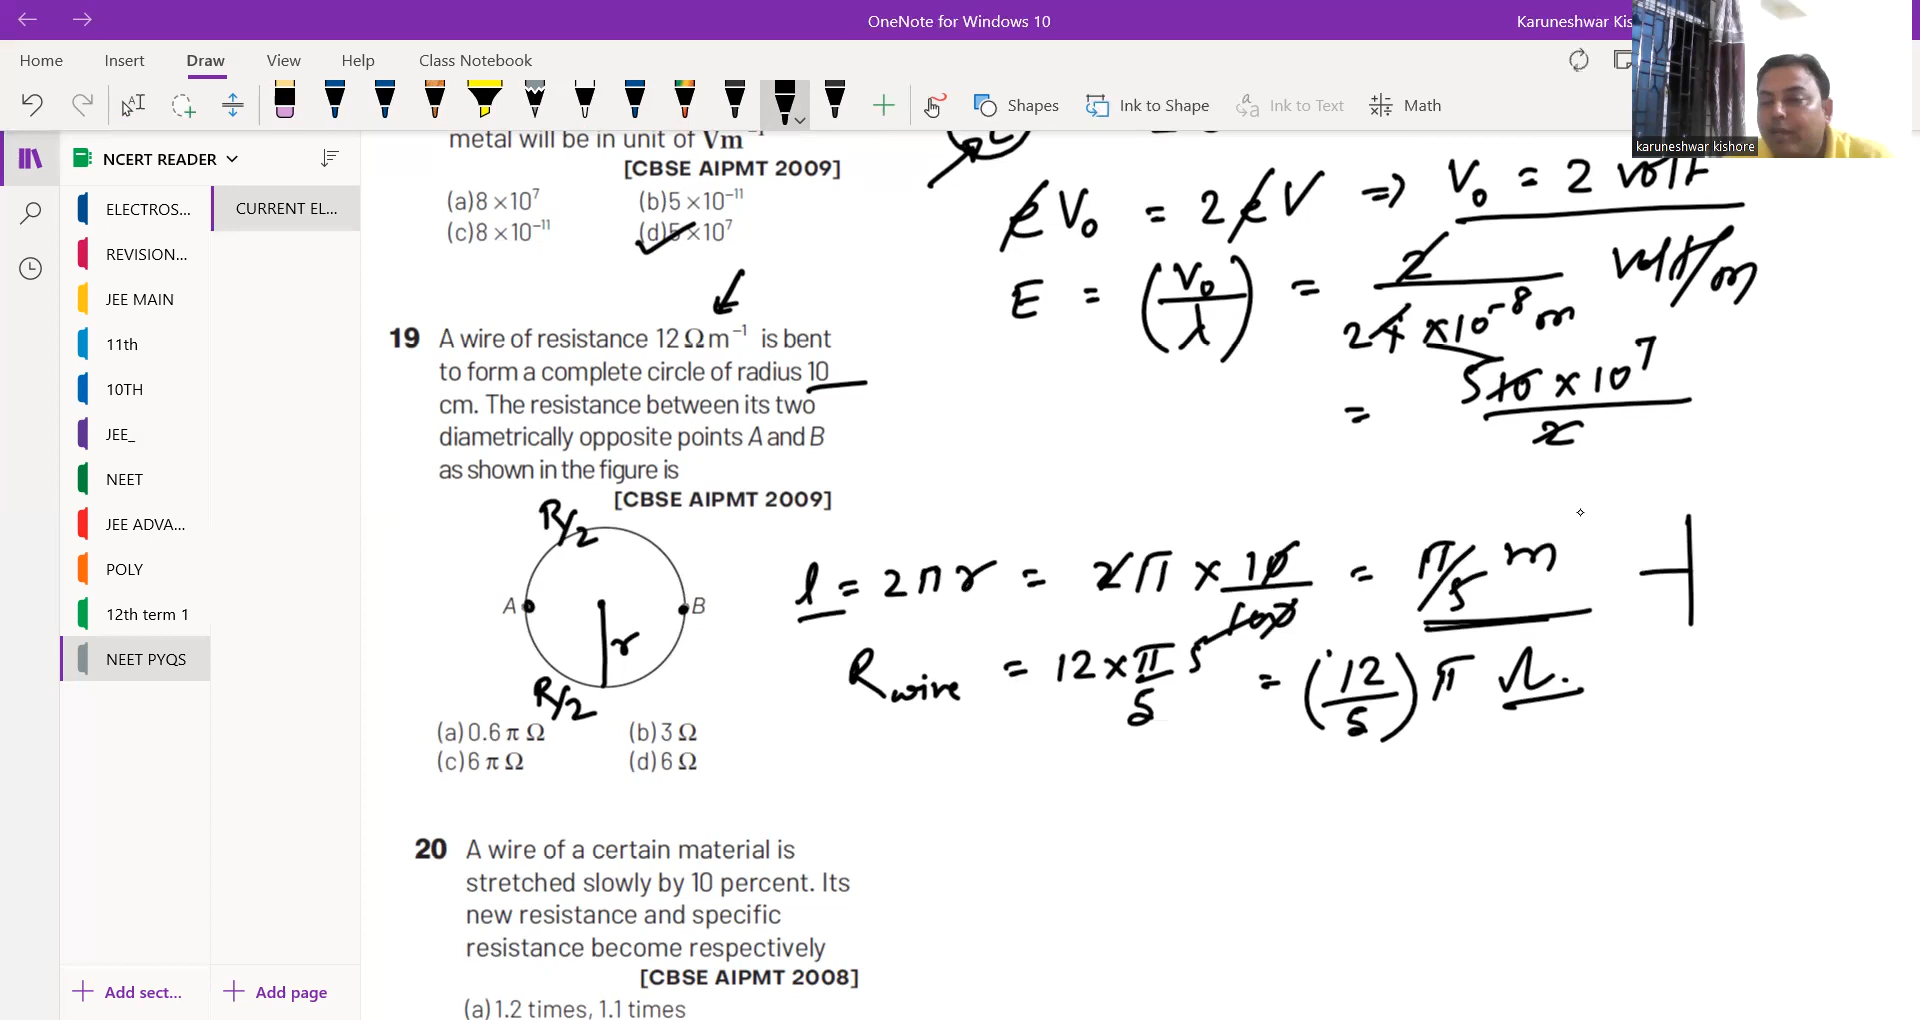 OneNote for Windows 10
Karuneshwar Kis
Home Insert Draw View Help Class Notebook
Shapes Ink to Shape Ink to Text Math
karuneshwar kishore
NCERT READER
ELECTROS...
REVISION...
JEE MAIN
11th
10TH
JEE_
NEET
JEE ADVA...
POLY
12th term 1
NEET PYQS
Add sect...
CURRENT EL...
Add page
metal will be in unit of Vm⁻¹
[CBSE AIPMT 2009]
(a) 8 ×10⁷ (b) 5 ×10⁻¹¹
(c) 8 ×10⁻¹¹ (d) 5 ×10⁷
19 A wire of resistance 12 Ω m⁻¹ is bent
to form a complete circle of radius 10
cm. The resistance between its two
diametrically opposite points A and B
as shown in the figure is
[CBSE AIPMT 2009]
R/2
A B
r
R/2
(a) 0.6 π Ω (b) 3 Ω
(c) 6 π Ω (d) 6 Ω
20 A wire of a certain material is
stretched slowly by 10 percent. Its
new resistance and specific
resistance become respectively
[CBSE AIPMT 2008]
(a) 1.2 times, 1.1 times
eV₀ = 2eV => V₀ = 2 volt
E = (V₀/λ) = 2 / 4 ×10⁻⁸ m volt/m
2
= 5 10 × 10⁷ / 2
l = 2πr = 2π × 10/100 = π/5 m
5
R wire = 12 × π/5 = (12/5) π Ω.